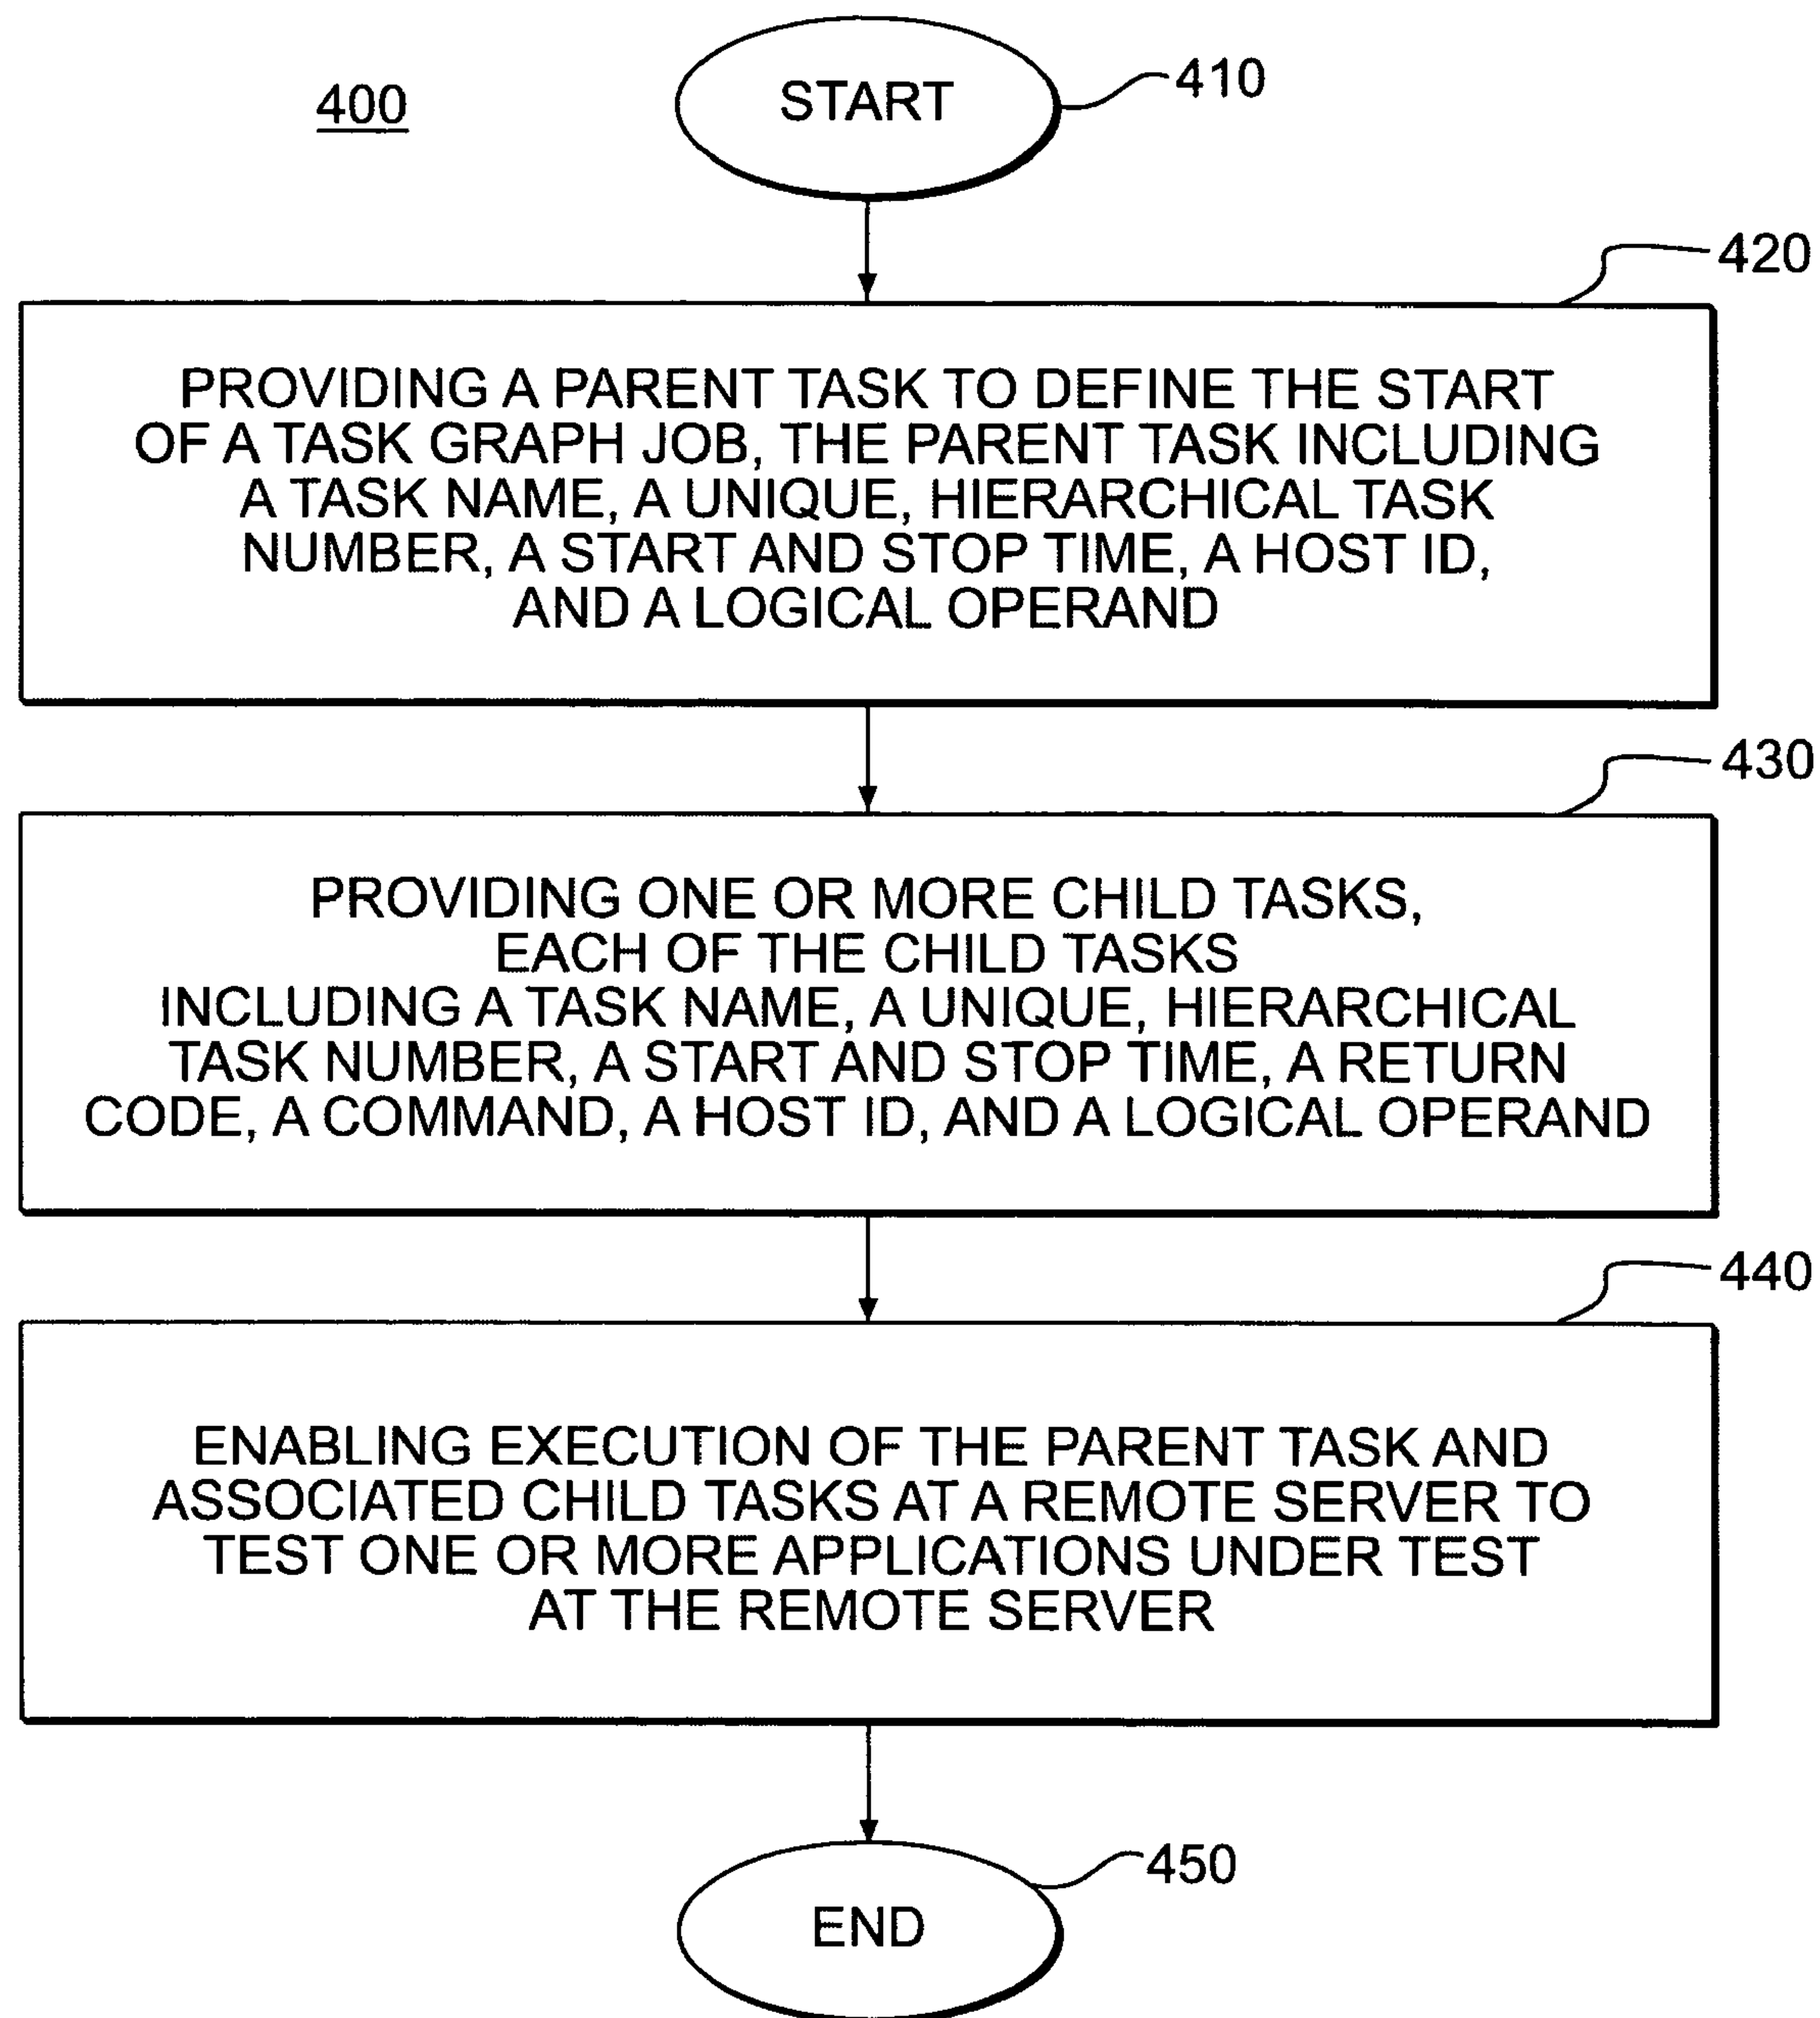 400
START
410
420
PROVIDING A PARENT TASK TO DEFINE THE START
OF A TASK GRAPH JOB, THE PARENT TASK INCLUDING
A TASK NAME, A UNIQUE, HIERARCHICAL TASK
NUMBER, A START AND STOP TIME, A HOST ID,
AND A LOGICAL OPERAND
430
PROVIDING ONE OR MORE CHILD TASKS,
EACH OF THE CHILD TASKS
INCLUDING A TASK NAME, A UNIQUE, HIERARCHICAL
TASK NUMBER, A START AND STOP TIME, A RETURN
CODE, A COMMAND, A HOST ID, AND A LOGICAL OPERAND
440
ENABLING EXECUTION OF THE PARENT TASK AND
ASSOCIATED CHILD TASKS AT A REMOTE SERVER TO
TEST ONE OR MORE APPLICATIONS UNDER TEST
AT THE REMOTE SERVER
450
END